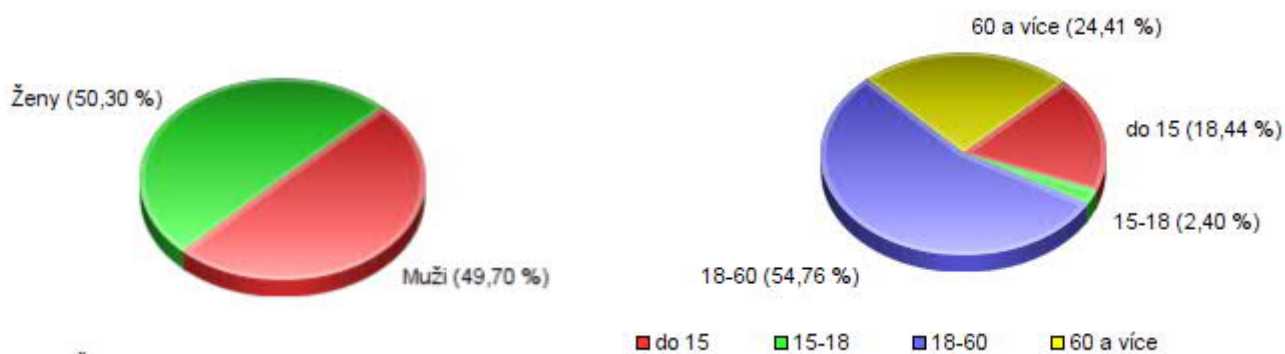 Ženy (50,30 %)
Muži (49,70 %)
60 a více (24,41 %)
do 15 (18,44 %)
15-18 (2,40 %)
18-60 (54,76 %)
do 15 15-18 18-60 60 a více